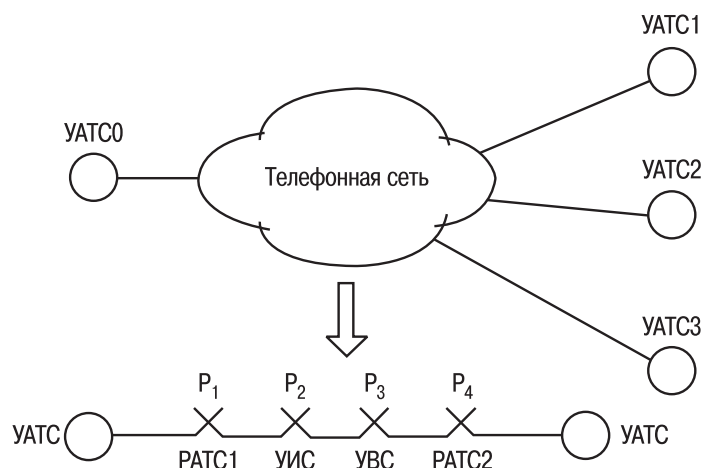 УАТС1
УАТС0
Телефонная сеть
УАТС2
УАТС3
P1 P2 P3 P4
УАТС УАТС
РАТС1 УИС УВС РАТС2